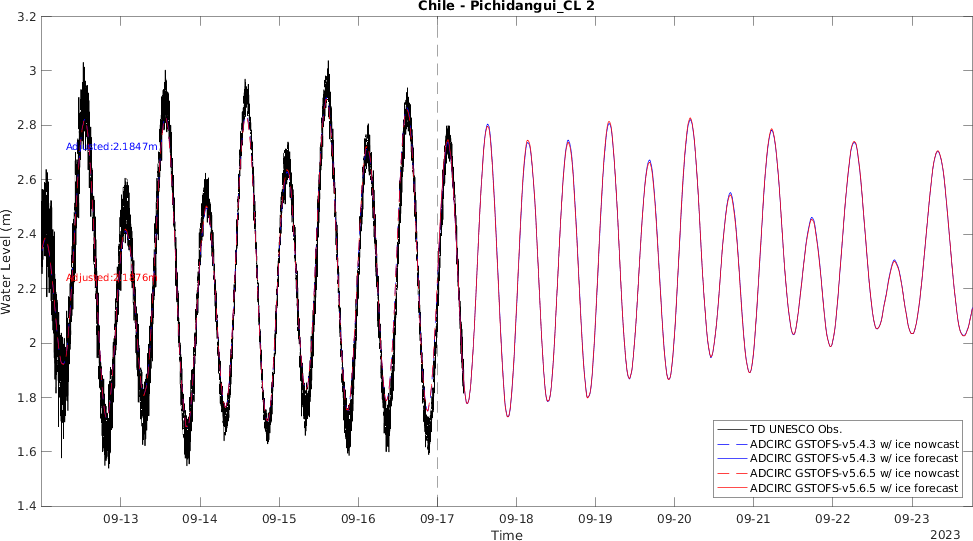 Chile - Pichidangui_CL 2
Water Level (m)
3.2
3
2.8
2.6
2.4
2.2
2
1.8
1.6
1.4
Adjusted:2.1847m
Adjusted:2.1876m
TD UNESCO Obs.
ADCIRC GSTOFS-v5.4.3 w/ ice nowcast
ADCIRC GSTOFS-v5.4.3 w/ ice forecast
ADCIRC GSTOFS-v5.6.5 w/ ice nowcast
ADCIRC GSTOFS-v5.6.5 w/ ice forecast
09-13 09-14 09-15 09-16 09-17 09-18 09-19 09-20 09-21 09-22 09-23
Time
2023